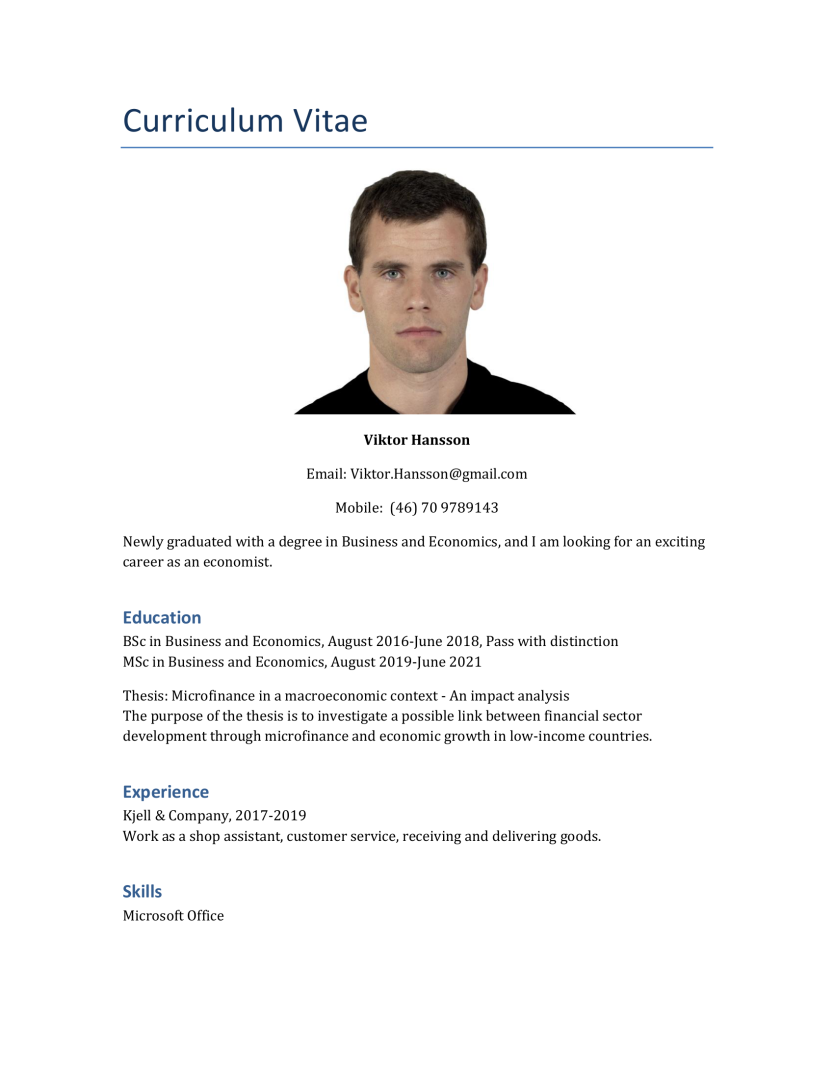 Curriculum Vitae
Viktor Hansson
Email: Viktor.Hansson@gmail.com
Mobile:  (46) 70 9789143
Newly graduated with a degree in Business and Economics, and I am looking for an exciting
career as an economist.
Education
BSc in Business and Economics, August 2016-June 2018, Pass with distinction
MSc in Business and Economics, August 2019-June 2021
Thesis: Microfinance in a macroeconomic context - An impact analysis
The purpose of the thesis is to investigate a possible link between financial sector
development through microfinance and economic growth in low-income countries.
Experience
Kjell & Company, 2017-2019
Work as a shop assistant, customer service, receiving and delivering goods.
Skills
Microsoft Office